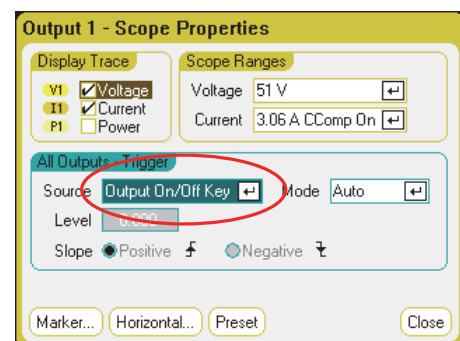 Output 1 - Scope Properties
Display Trace
V1 Voltage
I1 Current
P1 Power
Scope Ranges
Voltage 51 V
Current 3.06 A CComp On
All Outputs - Trigger
Source Output On/Off Key Mode Auto
Level 0.000
Slope Positive Negative
Marker... Horizontal... Preset Close